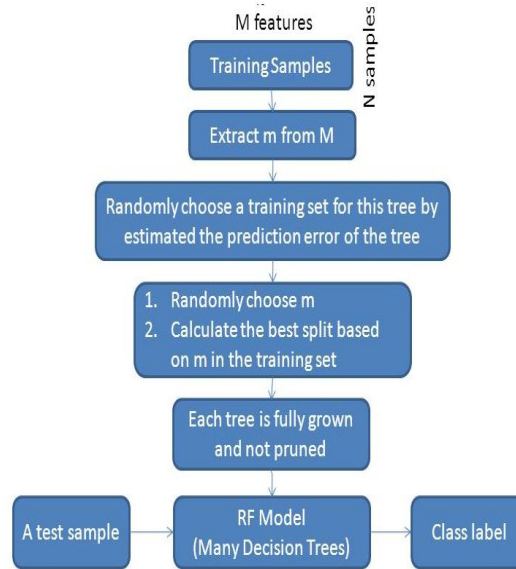 M features
N samples
Training Samples
Extract m from M
Randomly choose a training set for this tree by
estimated the prediction error of the tree
1. Randomly choose m
2. Calculate the best split based
on m in the training set
Each tree is fully grown
and not pruned
A test sample
RF Model
(Many Decision Trees)
Class label